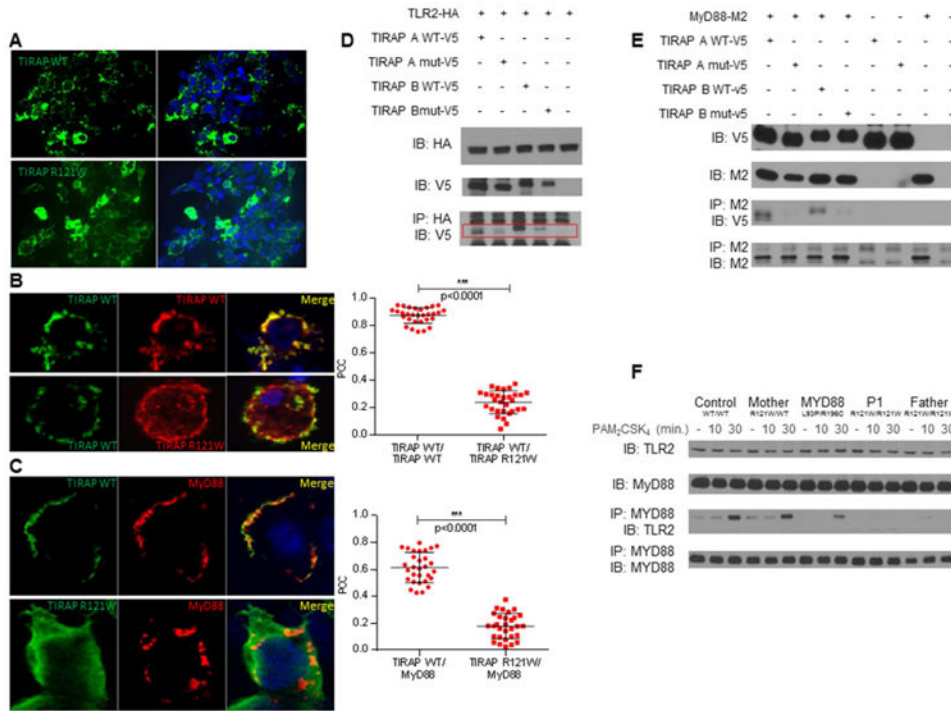 A
TIRAP WT
TIRAP R121W
B
TIRAP WT
TIRAP WT
Merge
TIRAP WT
TIRAP R121W
Merge
PCC
1.0
0.8
0.6
0.4
0.2
0.0
***
p<0.0001
TIRAP WT/
TIRAP WT
TIRAP WT/
TIRAP R121W
C
TIRAP WT
MyD88
Merge
TIRAP R121W
MyD88
Merge
PCC
1.0
0.8
0.6
0.4
0.2
0.0
***
p<0.0001
TIRAP WT/
MyD88
TIRAP R121W/
MyD88
D
TLR2-HA + + + + +
TIRAP A WT-V5 + - - - -
TIRAP A mut-V5 - + - - -
TIRAP B WT-V5 - - + - -
TIRAP Bmut-V5 - - - + -
IB: HA
IB: V5
IP: HA
IB: V5
E
MyD88-M2 + + + + - - + -
TIRAP A WT-V5 + - - - + - - -
TIRAP A mut-V5 - + - - - + - -
TIRAP B WT-v5 - - + - - - - -
TIRAP B mut-v5 - - - + - - - -
IB: V5
IB: M2
IP: M2
IB: V5
IP: M2
IB: M2
F
Control Mother MYD88 P1 Father
WT/WT R121W/WT R121W/R121W R121W/R121W
PAM₂CSK₄ (min.) - 10 30 - 10 30 - 10 30 - 10 30 - 10 30
IB: TLR2
IB: MyD88
IP: MYD88
IB: TLR2
IP: MYD88
IB: MYD88